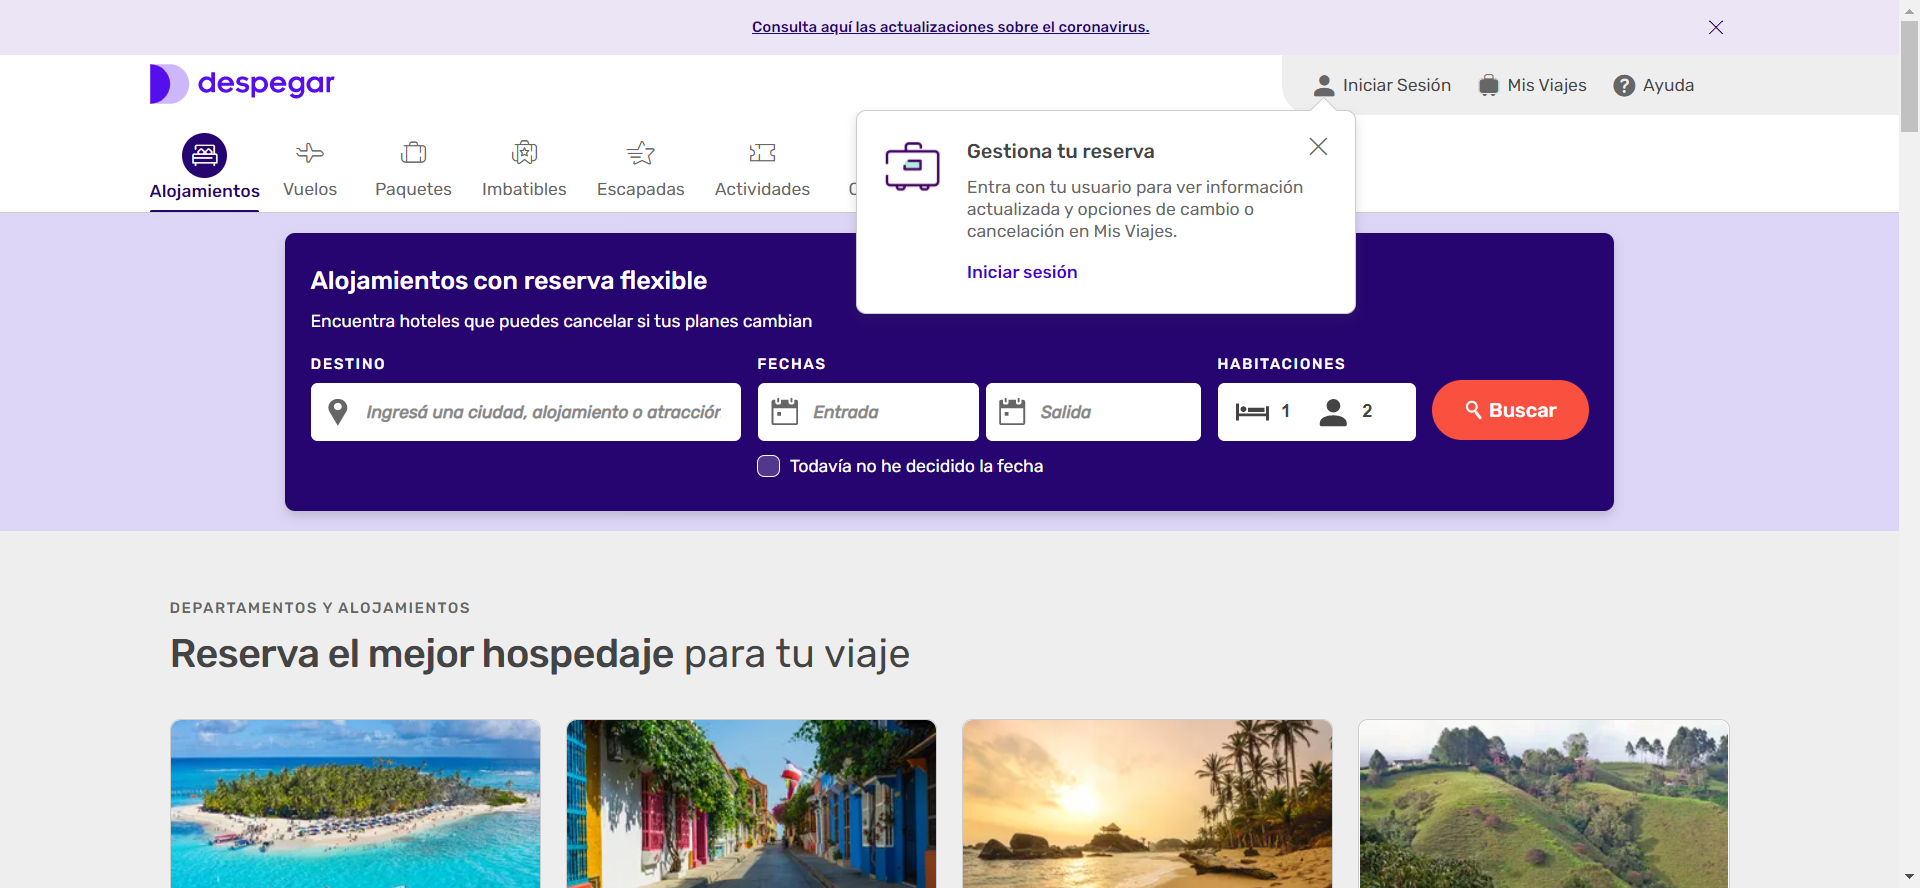 Consulta aquí las actualizaciones sobre el coronavirus.
despegar
Iniciar Sesión
Mis Viajes
Ayuda
Alojamientos
Vuelos
Paquetes
Imbatibles
Escapadas
Actividades
Gestiona tu reserva
Entra con tu usuario para ver información
actualizada y opciones de cambio o
cancelación en Mis Viajes.
Iniciar sesión
Alojamientos con reserva flexible
Encuentra hoteles que puedes cancelar si tus planes cambian
DESTINO
FECHAS
HABITACIONES
Ingresá una ciudad, alojamiento o atracción
Entrada
Salida
1
2
Buscar
Todavía no he decidido la fecha
DEPARTAMENTOS Y ALOJAMIENTOS
Reserva el mejor hospedaje para tu viaje